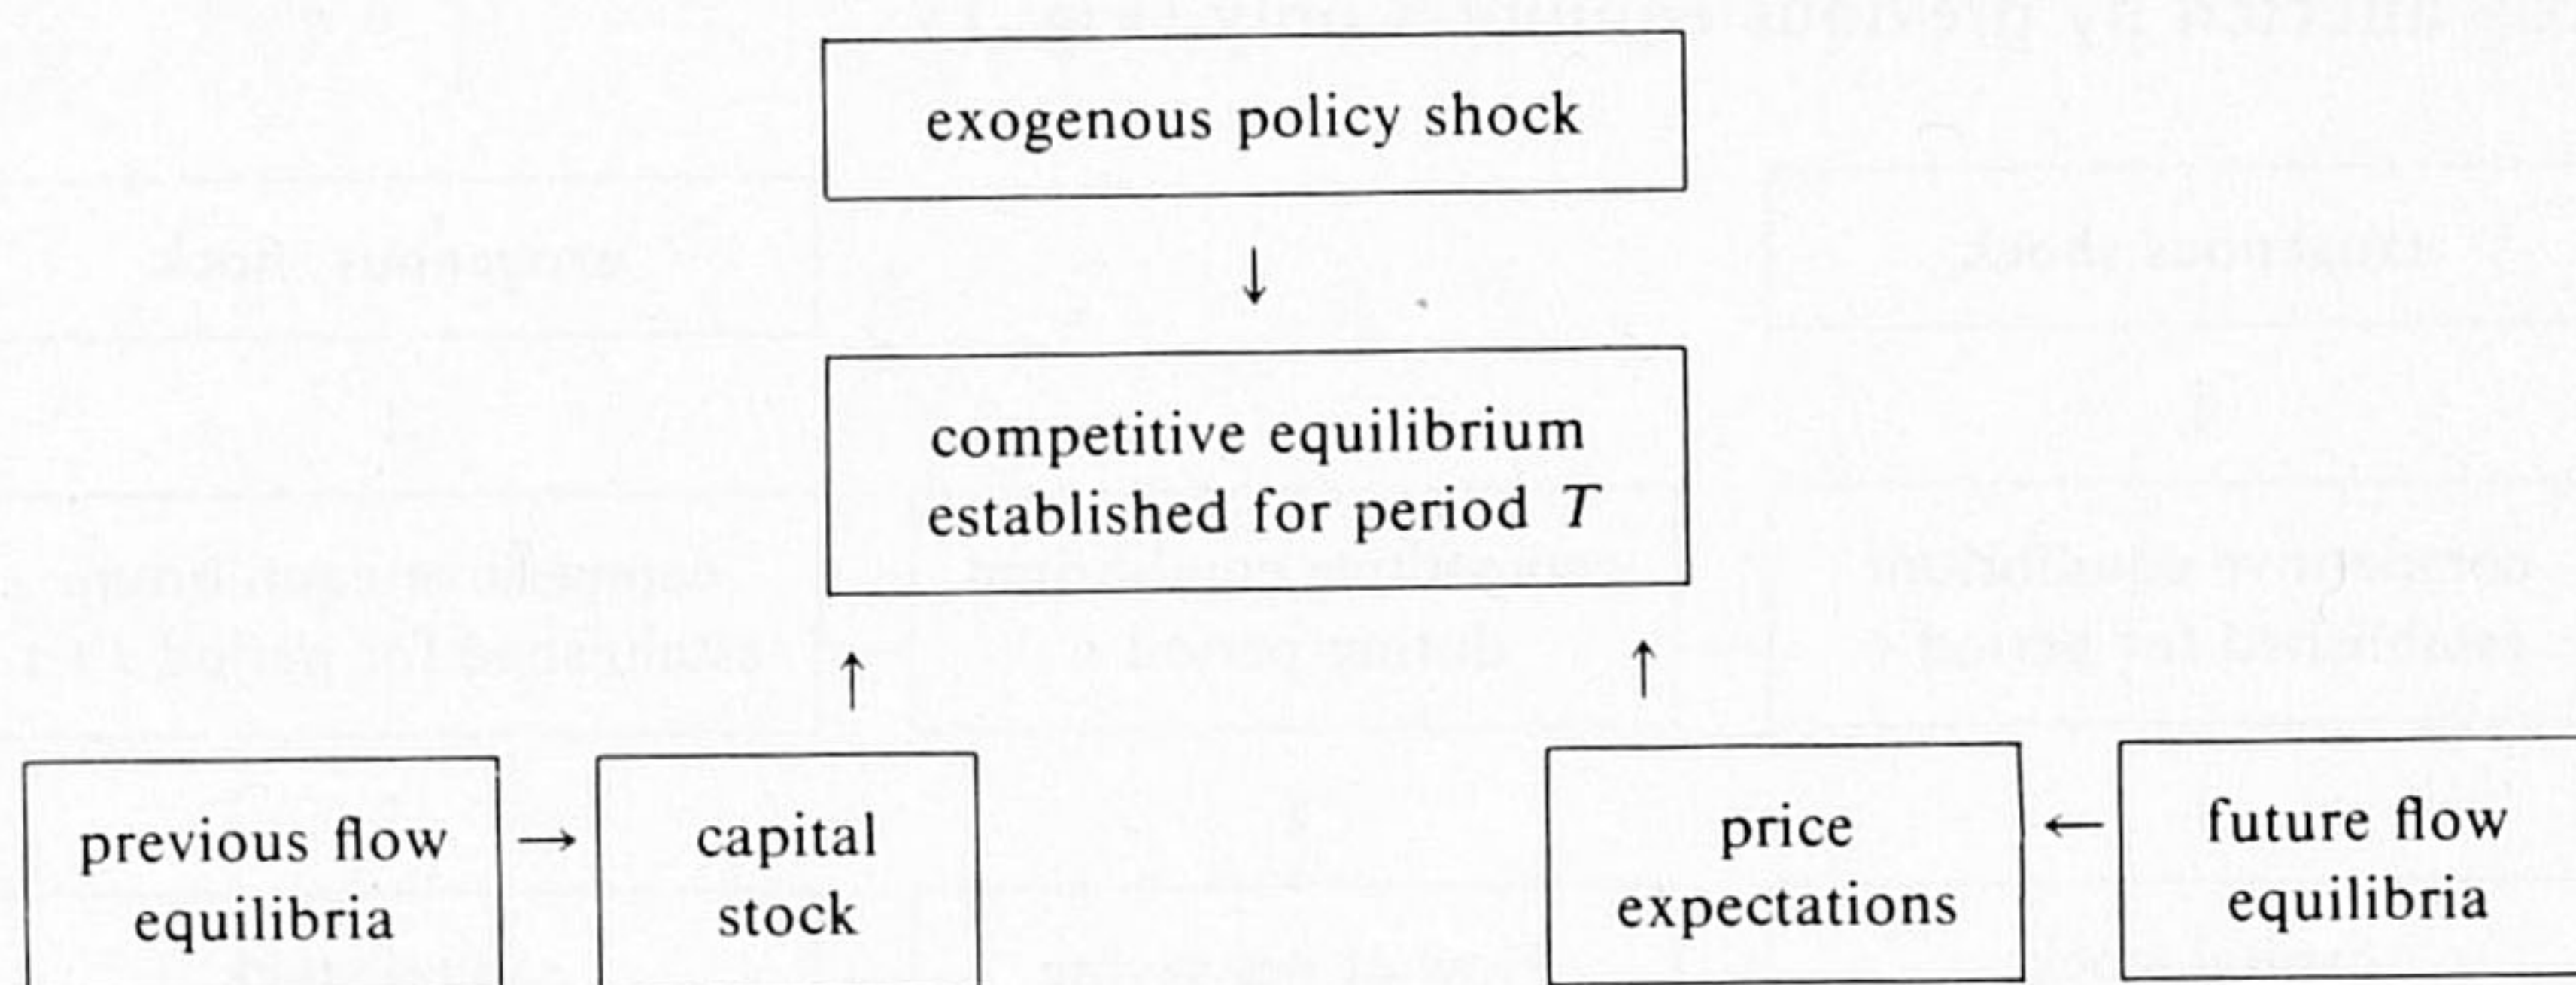 exogenous policy shock
↓
competitive equilibrium
established for period T
↑ ↑
previous flow
equilibria
→
capital
stock
price
expectations
←
future flow
equilibria